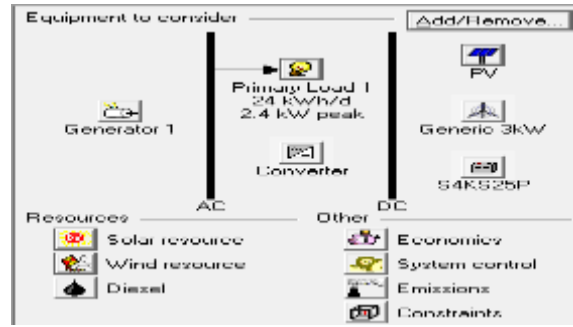 Equipment to consider
Add/Remove...
Primary Load 1
24 kWh/d
2.4 kW peak
PV
Generator 1
Generic 3kW
Converter
S4KS25P
AC
DC
Resources
Other
Solar resource
Economics
Wind resource
System control
Diesel
Emissions
Constraints